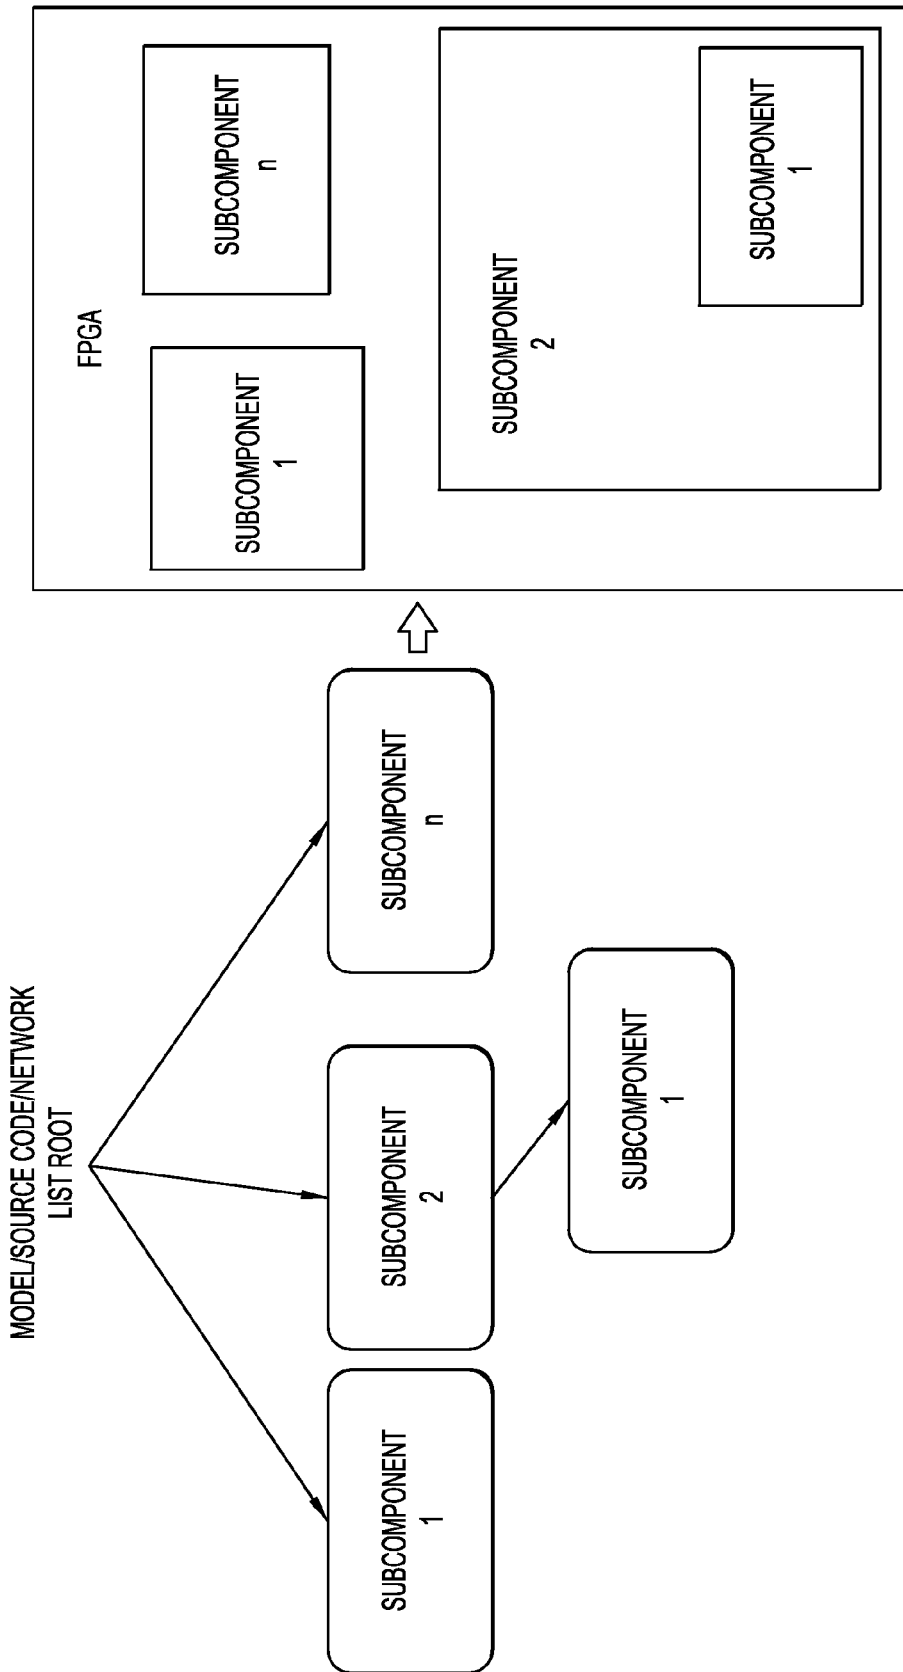 MODEL/SOURCE CODE/NETWORK
LIST ROOT
SUBCOMPONENT
1
SUBCOMPONENT
2
SUBCOMPONENT
n
SUBCOMPONENT
1
FPGA
SUBCOMPONENT
1
SUBCOMPONENT
n
SUBCOMPONENT
2
SUBCOMPONENT
1